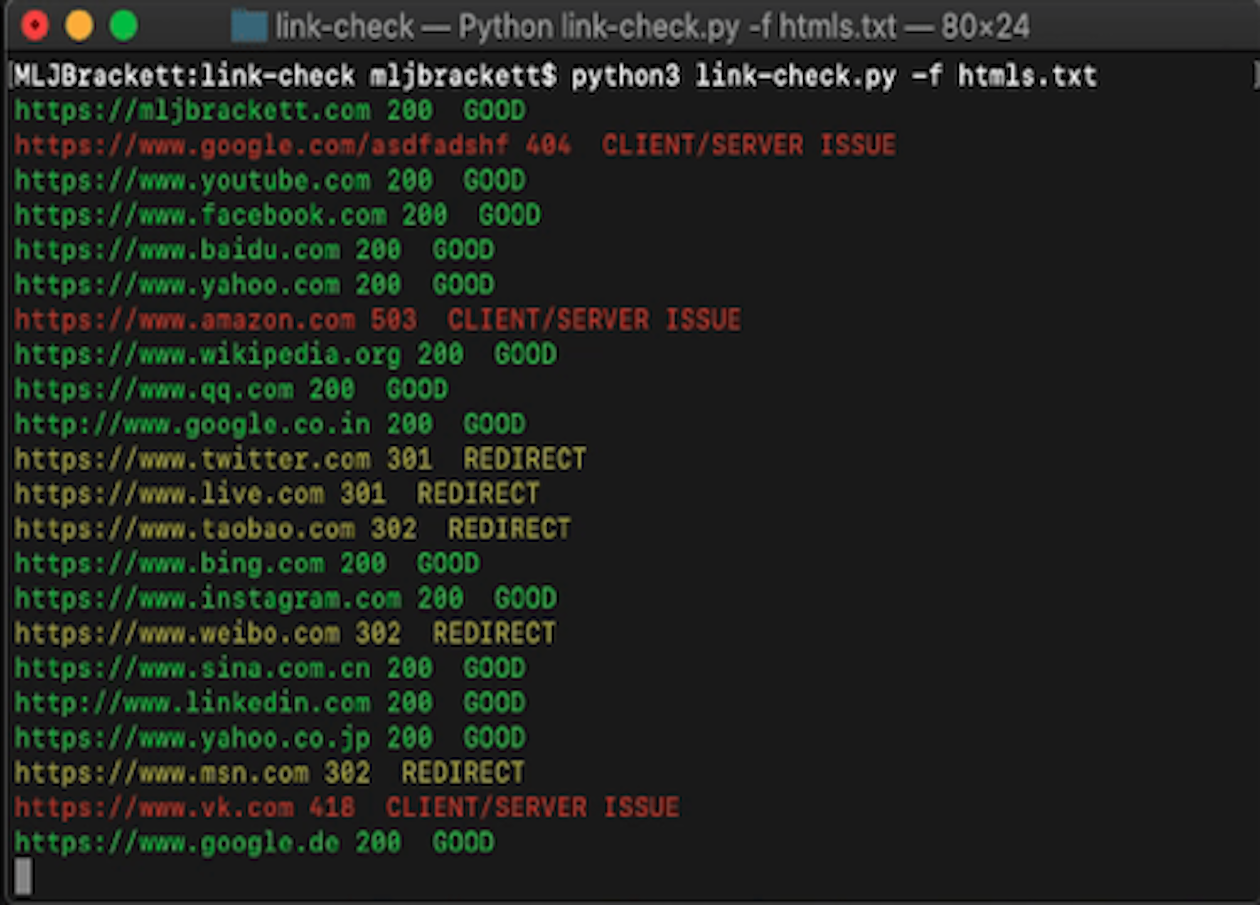 link-check — Python link-check.py -f htmls.txt — 80×24
[MLJBrackett:link-check mljbrackett$ python3 link-check.py -f htmls.txt ]
https://mljbrackett.com 200  GOOD
https://www.google.com/asdfadshf 404  CLIENT/SERVER ISSUE
https://www.youtube.com 200  GOOD
https://www.facebook.com 200  GOOD
https://www.baidu.com 200  GOOD
https://www.yahoo.com 200  GOOD
https://www.amazon.com 503  CLIENT/SERVER ISSUE
https://www.wikipedia.org 200  GOOD
https://www.qq.com 200  GOOD
http://www.google.co.in 200  GOOD
https://www.twitter.com 301  REDIRECT
https://www.live.com 301  REDIRECT
https://www.taobao.com 302  REDIRECT
https://www.bing.com 200  GOOD
https://www.instagram.com 200  GOOD
https://www.weibo.com 302  REDIRECT
https://www.sina.com.cn 200  GOOD
http://www.linkedin.com 200  GOOD
https://www.yahoo.co.jp 200  GOOD
https://www.msn.com 302  REDIRECT
https://www.vk.com 418  CLIENT/SERVER ISSUE
https://www.google.de 200  GOOD